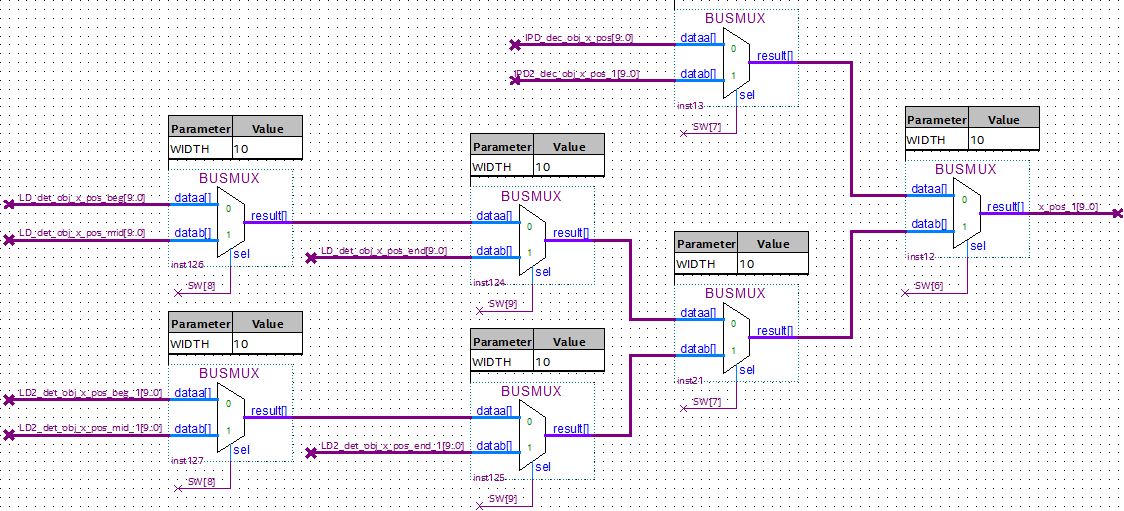 BUSMUX
IPD_dec_obj_x_pos[9..0]
dataa[]
0
result[]
IPD2_dec_obj_x_pos_1[9..0]
datab[]
1
sel
inst13
SW[7]
Parameter Value
WIDTH 10
BUSMUX
LD_det_obj_x_pos_beg[9..0]
dataa[]
0
result[]
LD_det_obj_x_pos_mid[9..0]
datab[]
1
sel
inst126
SW[8]
Parameter Value
WIDTH 10
BUSMUX
dataa[]
0
result[]
LD_det_obj_x_pos_end[9..0]
datab[]
1
sel
inst124
SW[9]
Parameter Value
WIDTH 10
BUSMUX
dataa[]
0
result[]
x_pos_1[9..0]
datab[]
1
sel
inst12
SW[6]
Parameter Value
WIDTH 10
BUSMUX
dataa[]
0
result[]
datab[]
1
sel
inst21
SW[7]
Parameter Value
WIDTH 10
BUSMUX
LD2_det_obj_x_pos_beg_1[9..0]
dataa[]
0
result[]
LD2_det_obj_x_pos_mid_1[9..0]
datab[]
1
sel
inst127
SW[8]
Parameter Value
WIDTH 10
BUSMUX
dataa[]
0
result[]
LD2_det_obj_x_pos_end_1[9..0]
datab[]
1
sel
inst125
SW[9]